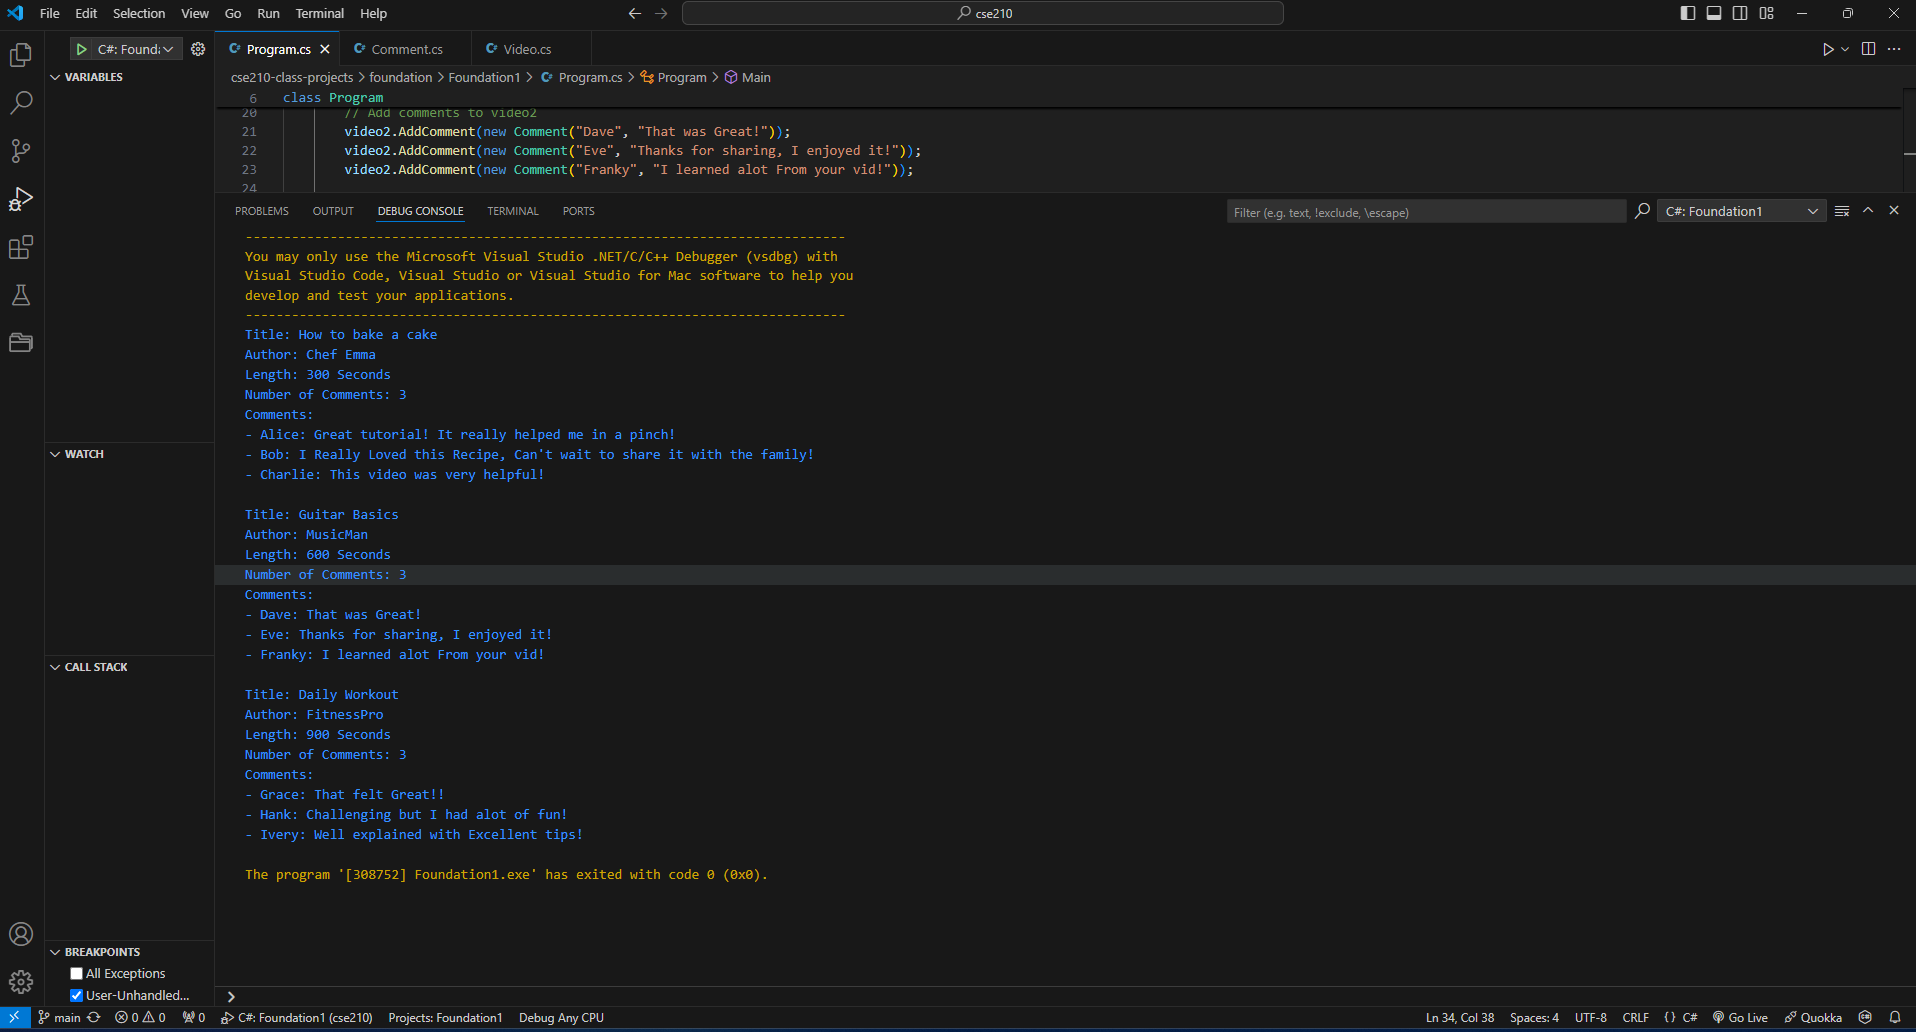 File Edit Selection View Go Run Terminal Help
cse210
C#: Founda
C# Program.cs
C# Comment.cs
C# Video.cs
VARIABLES
cse210-class-projects > foundation > Foundation1 > C# Program.cs > Program > Main
6 class Program
20 // Add comments to video2
21 video2.AddComment(new Comment("Dave", "That was Great!"));
22 video2.AddComment(new Comment("Eve", "Thanks for sharing, I enjoyed it!"));
23 video2.AddComment(new Comment("Franky", "I learned alot From your vid!"));
24
PROBLEMS OUTPUT DEBUG CONSOLE TERMINAL PORTS
Filter (e.g. text, !exclude, \escape)
C#: Foundation1
------------------------------------------------------------------------------
You may only use the Microsoft Visual Studio .NET/C/C++ Debugger (vsdbg) with
Visual Studio Code, Visual Studio or Visual Studio for Mac software to help you
develop and test your applications.
------------------------------------------------------------------------------
Title: How to bake a cake
Author: Chef Emma
Length: 300 Seconds
Number of Comments: 3
Comments:
- Alice: Great tutorial! It really helped me in a pinch!
- Bob: I Really Loved this Recipe, Can't wait to share it with the family!
- Charlie: This video was very helpful!
Title: Guitar Basics
Author: MusicMan
Length: 600 Seconds
Number of Comments: 3
Comments:
- Dave: That was Great!
- Eve: Thanks for sharing, I enjoyed it!
- Franky: I learned alot From your vid!
Title: Daily Workout
Author: FitnessPro
Length: 900 Seconds
Number of Comments: 3
Comments:
- Grace: That felt Great!!
- Hank: Challenging but I had alot of fun!
- Ivery: Well explained with Excellent tips!
The program '[308752] Foundation1.exe' has exited with code 0 (0x0).
WATCH
CALL STACK
BREAKPOINTS
All Exceptions
User-Unhandled...
main 0 0 0 C#: Foundation1 (cse210) Projects: Foundation1 Debug Any CPU
Ln 34, Col 38 Spaces: 4 UTF-8 CRLF {} C# Go Live Quokka